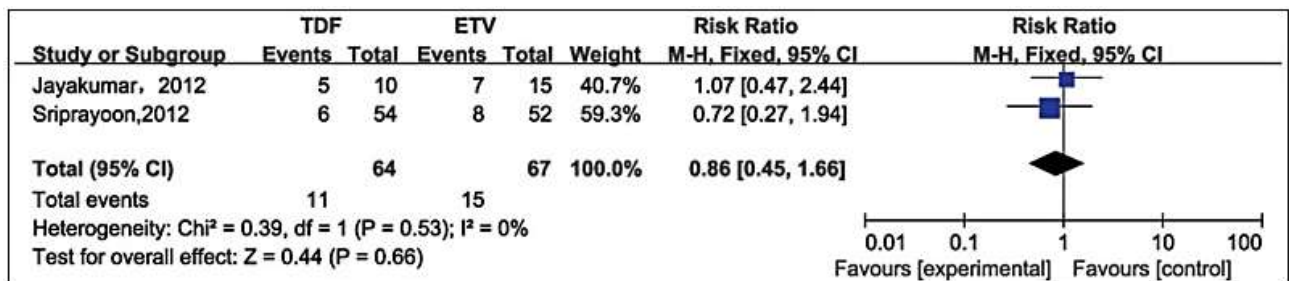 TDF ETV Risk Ratio Risk Ratio
Study or Subgroup Events Total Events Total Weight M-H, Fixed, 95% CI M-H, Fixed, 95% CI
Jayakumar, 2012 5 10 7 15 40.7% 1.07 [0.47, 2.44]
Sriprayoon,2012 6 54 8 52 59.3% 0.72 [0.27, 1.94]
Total (95% CI) 64 67 100.0% 0.86 [0.45, 1.66]
Total events 11 15
Heterogeneity: Chi² = 0.39, df = 1 (P = 0.53); I² = 0%
Test for overall effect: Z = 0.44 (P = 0.66)
0.01 0.1 1 10 100
Favours [experimental] Favours [control]